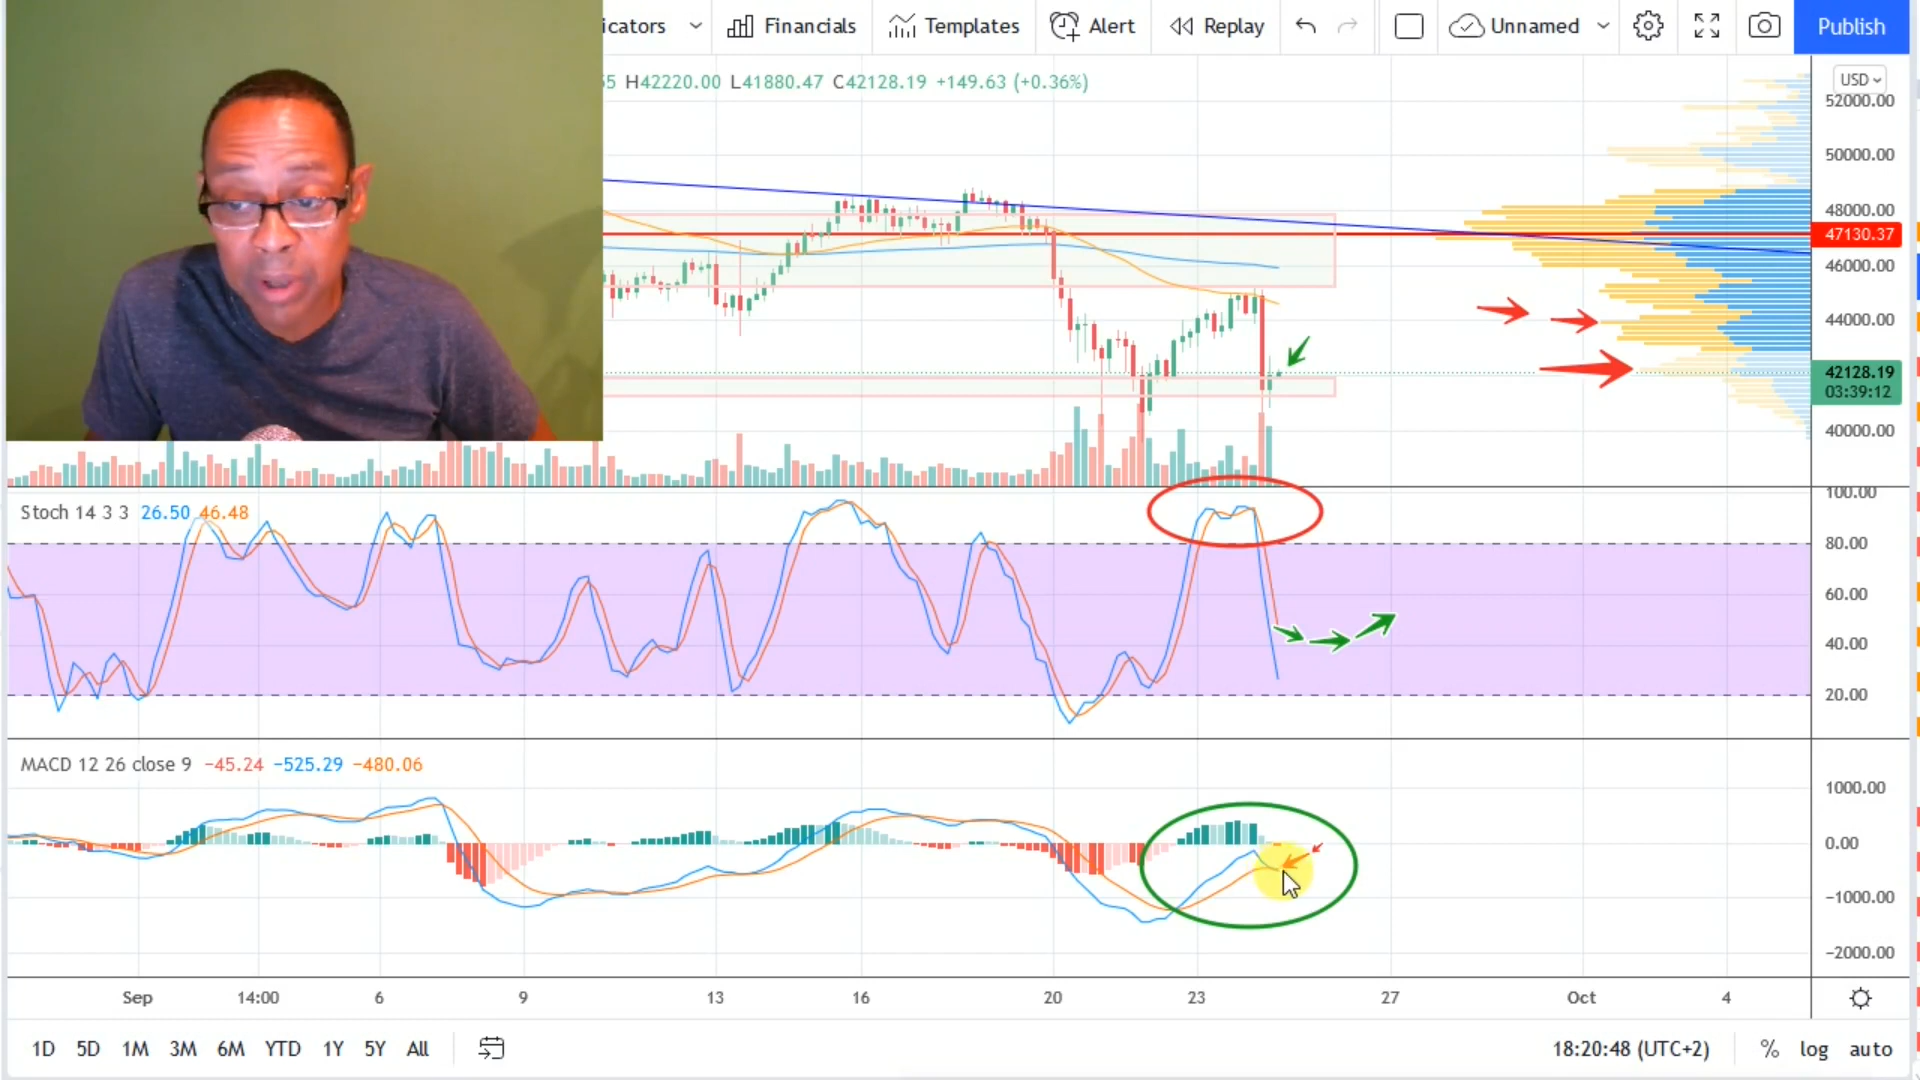 icators Financials Templates Alert Replay Unnamed Publish
H42220.00 L41880.47 C42128.19 +149.63 (+0.36%)
USD
52000.00
50000.00
48000.00
47130.37
46000.00
44000.00
42128.19
03:39:12
40000.00
Stoch 14 3 3 26.50 46.48
100.00
80.00
60.00
40.00
20.00
MACD 12 26 close 9 −45.24 −525.29 −480.06
1000.00
0.00
−1000.00
−2000.00
Sep 14:00 6 9 13 16 20 23 27 Oct 4
1D 5D 1M 3M 6M YTD 1Y 5Y All 18:20:48 (UTC+2) % log auto